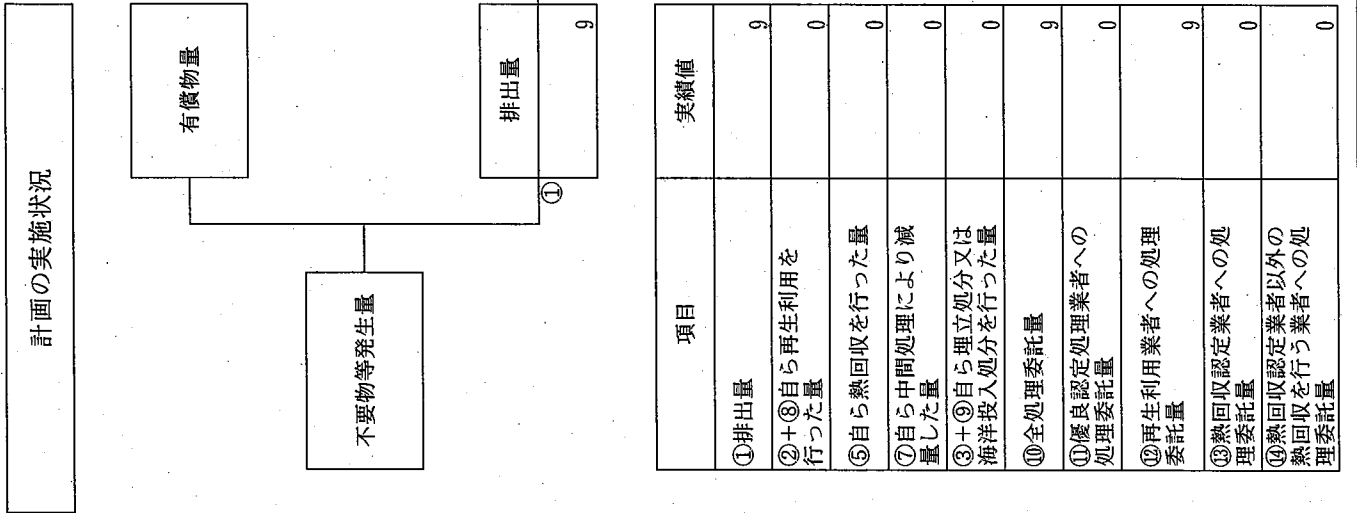 計画の実施状況
有償物量
不要物等発生量
①
排出量
9
項目
実績値
①排出量
9
②+⑧自ら再生利用を
行った量
0
⑤自ら熱回収を行った量
0
⑦自ら中間処理により減
量した量
0
③+⑨自ら埋立処分又は
海洋投入処分を行った量
0
⑩全処理委託量
9
⑪優良認定処理業者への
処理委託量
0
⑫再生利用業者への処理
委託量
9
⑬熱回収認定業者への処
理委託量
0
⑭熱回収認定業者以外の
熱回収を行う業者への処
理委託量
0